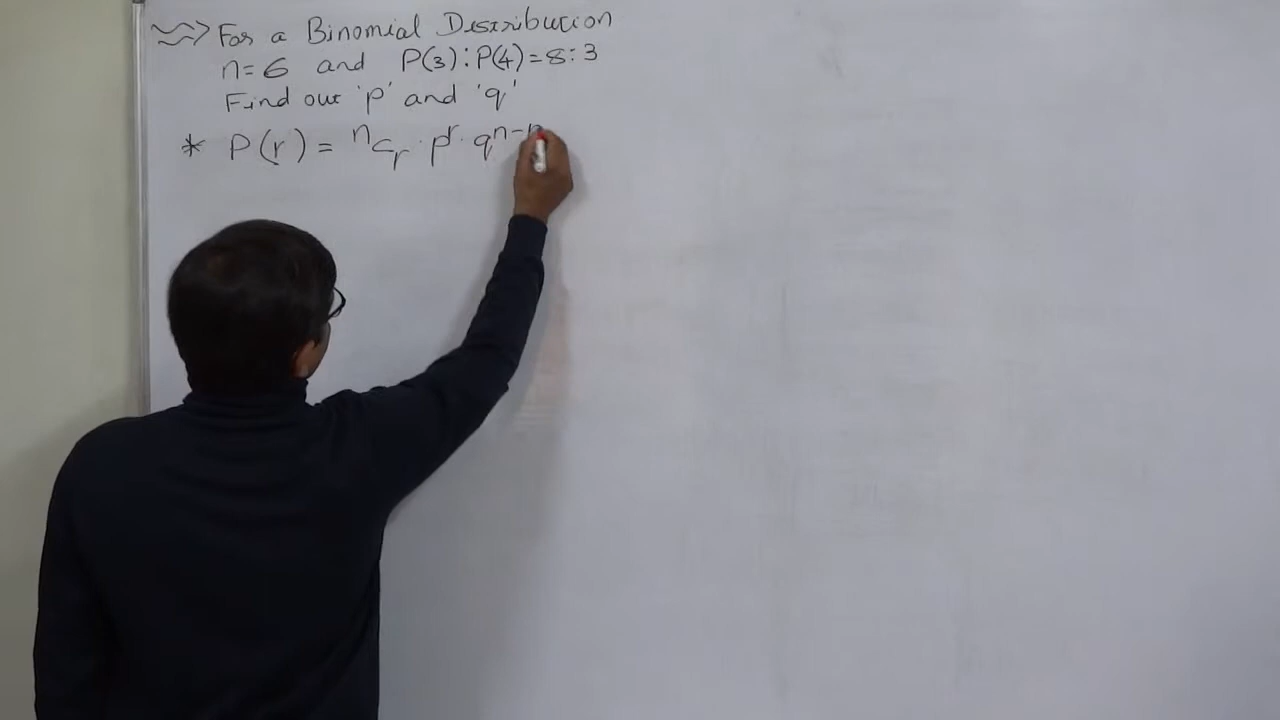 For a Binomial Distribution
n=6 and P(3):P(4)=8:3
Find out 'p' and 'q'
* P(r) = ⁿCᵣ · pʳ · qⁿ⁻